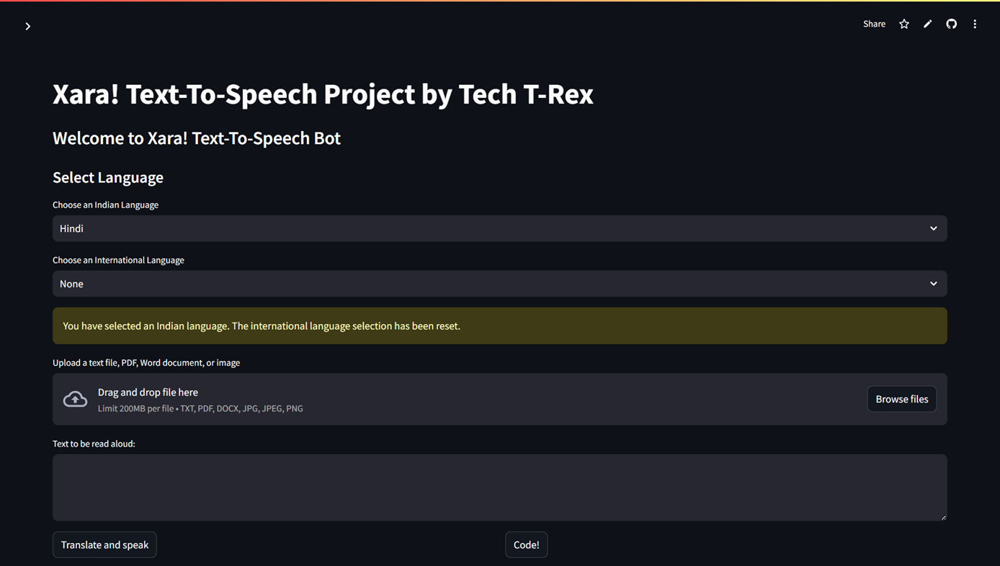 Share
Xara! Text-To-Speech Project by Tech T-Rex
Welcome to Xara! Text-To-Speech Bot
Select Language
Choose an Indian Language
Hindi
Choose an International Language
None
You have selected an Indian language. The international language selection has been reset.
Upload a text file, PDF, Word document, or image
Drag and drop file here
Limit 200MB per file • TXT, PDF, DOCX, JPG, JPEG, PNG
Browse files
Text to be read aloud:
Translate and speak
Code!